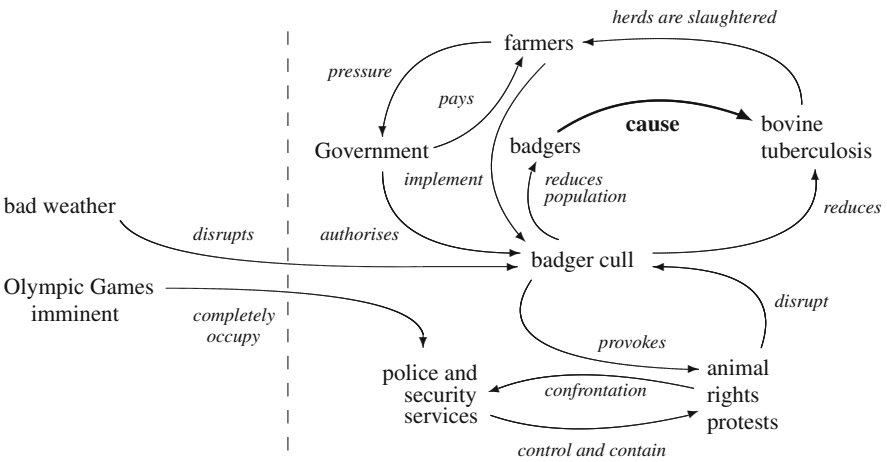 herds are slaughtered
farmers
pressure
pays
cause
bovine
tuberculosis
Government
badgers
implement
reduces
population
bad weather
reduces
disrupts
authorises
badger cull
Olympic Games
imminent
disrupt
completely
occupy
provokes
animal
rights
protests
police and
security
services
confrontation
control and contain